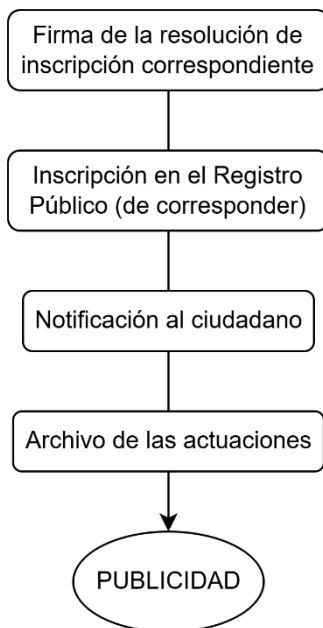 Firma de la resolución de
inscripción correspondiente
Inscripción en el Registro
Público (de corresponder)
Notificación al ciudadano
Archivo de las actuaciones
PUBLICIDAD